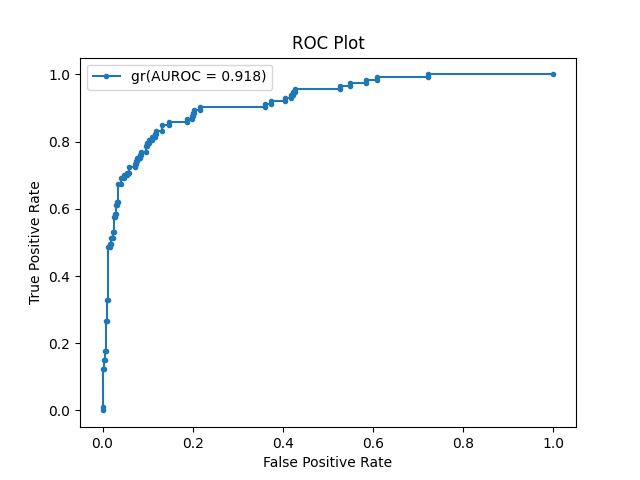 ROC Plot
gr(AUROC = 0.918)
1.0
0.8
0.6
0.4
0.2
0.0
True Positive Rate
0.0 0.2 0.4 0.6 0.8 1.0
False Positive Rate